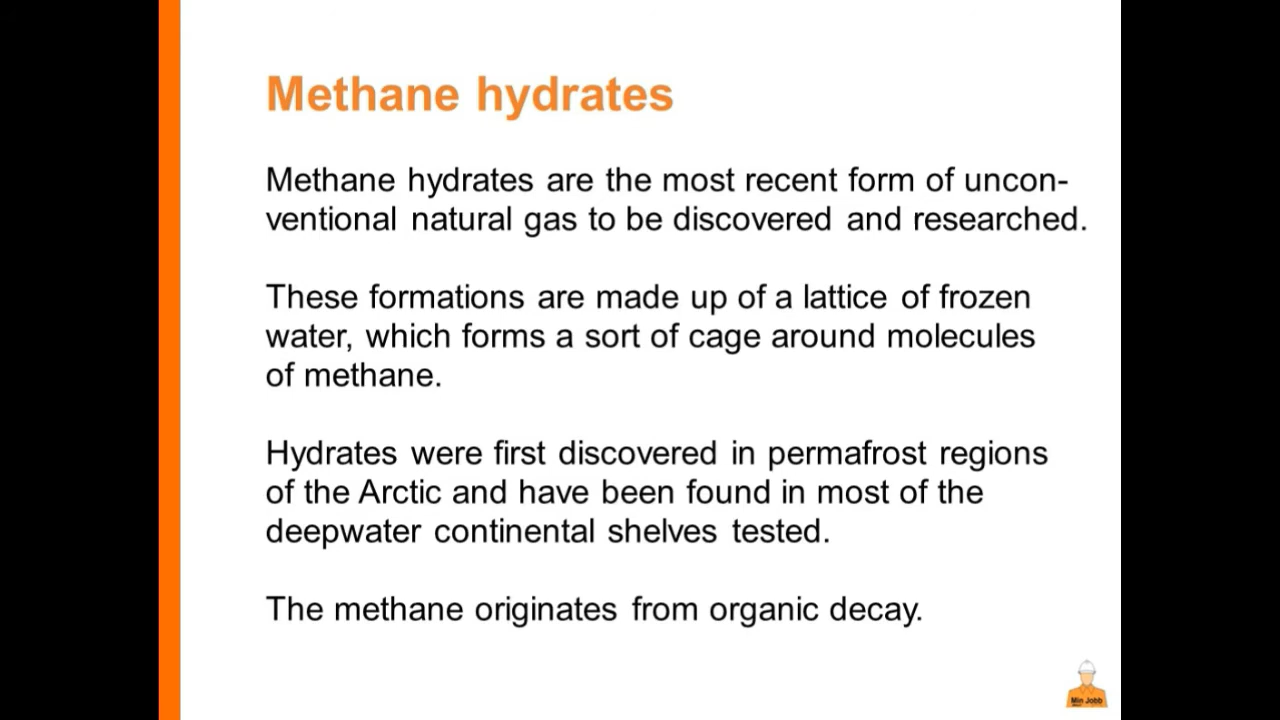 Methane hydrates
Methane hydrates are the most recent form of uncon-
ventional natural gas to be discovered and researched.
These formations are made up of a lattice of frozen
water, which forms a sort of cage around molecules
of methane.
Hydrates were first discovered in permafrost regions
of the Arctic and have been found in most of the
deepwater continental shelves tested.
The methane originates from organic decay.
Min Jobb